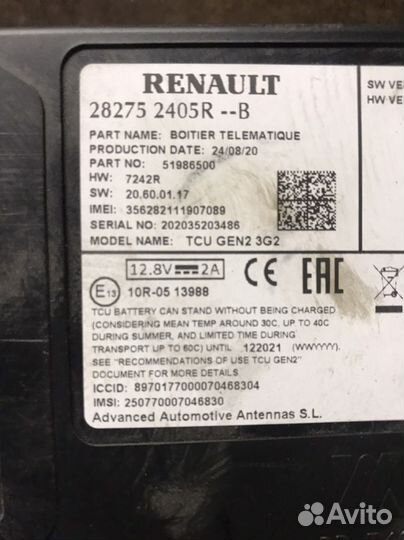 RENAULT
28275 2405R --B
PART NAME: BOITIER TELEMATIQUE
PRODUCTION DATE: 24/08/20
PART NO: 51986500
HW: 7242R
SW: 20.60.01.17
IMEI: 356282111907089
SERIAL NO: 202035203486
MODEL NAME: TCU GEN2 3G2
12.8V 2A CE EAC
E13 10R-05 13988
TCU BATTERY CAN STAND WITHOUT BEING CHARGED
(CONSIDERING MEAN TEMP AROUND 30C, UP TO 40C
DURING SUMMER, AND LIMITED TIME DURING
TRANSPORT UP TO 60C) UNTIL 122021 (WWYYYY).
SEE "RECOMMENDATIONS OF USE TCU GEN2"
DOCUMENT FOR MORE DETAILS.
ICCID: 8970177000070468304
IMSI: 250770007046830
Advanced Automotive Antennas S.L.
SW VE
HW VE
Avito